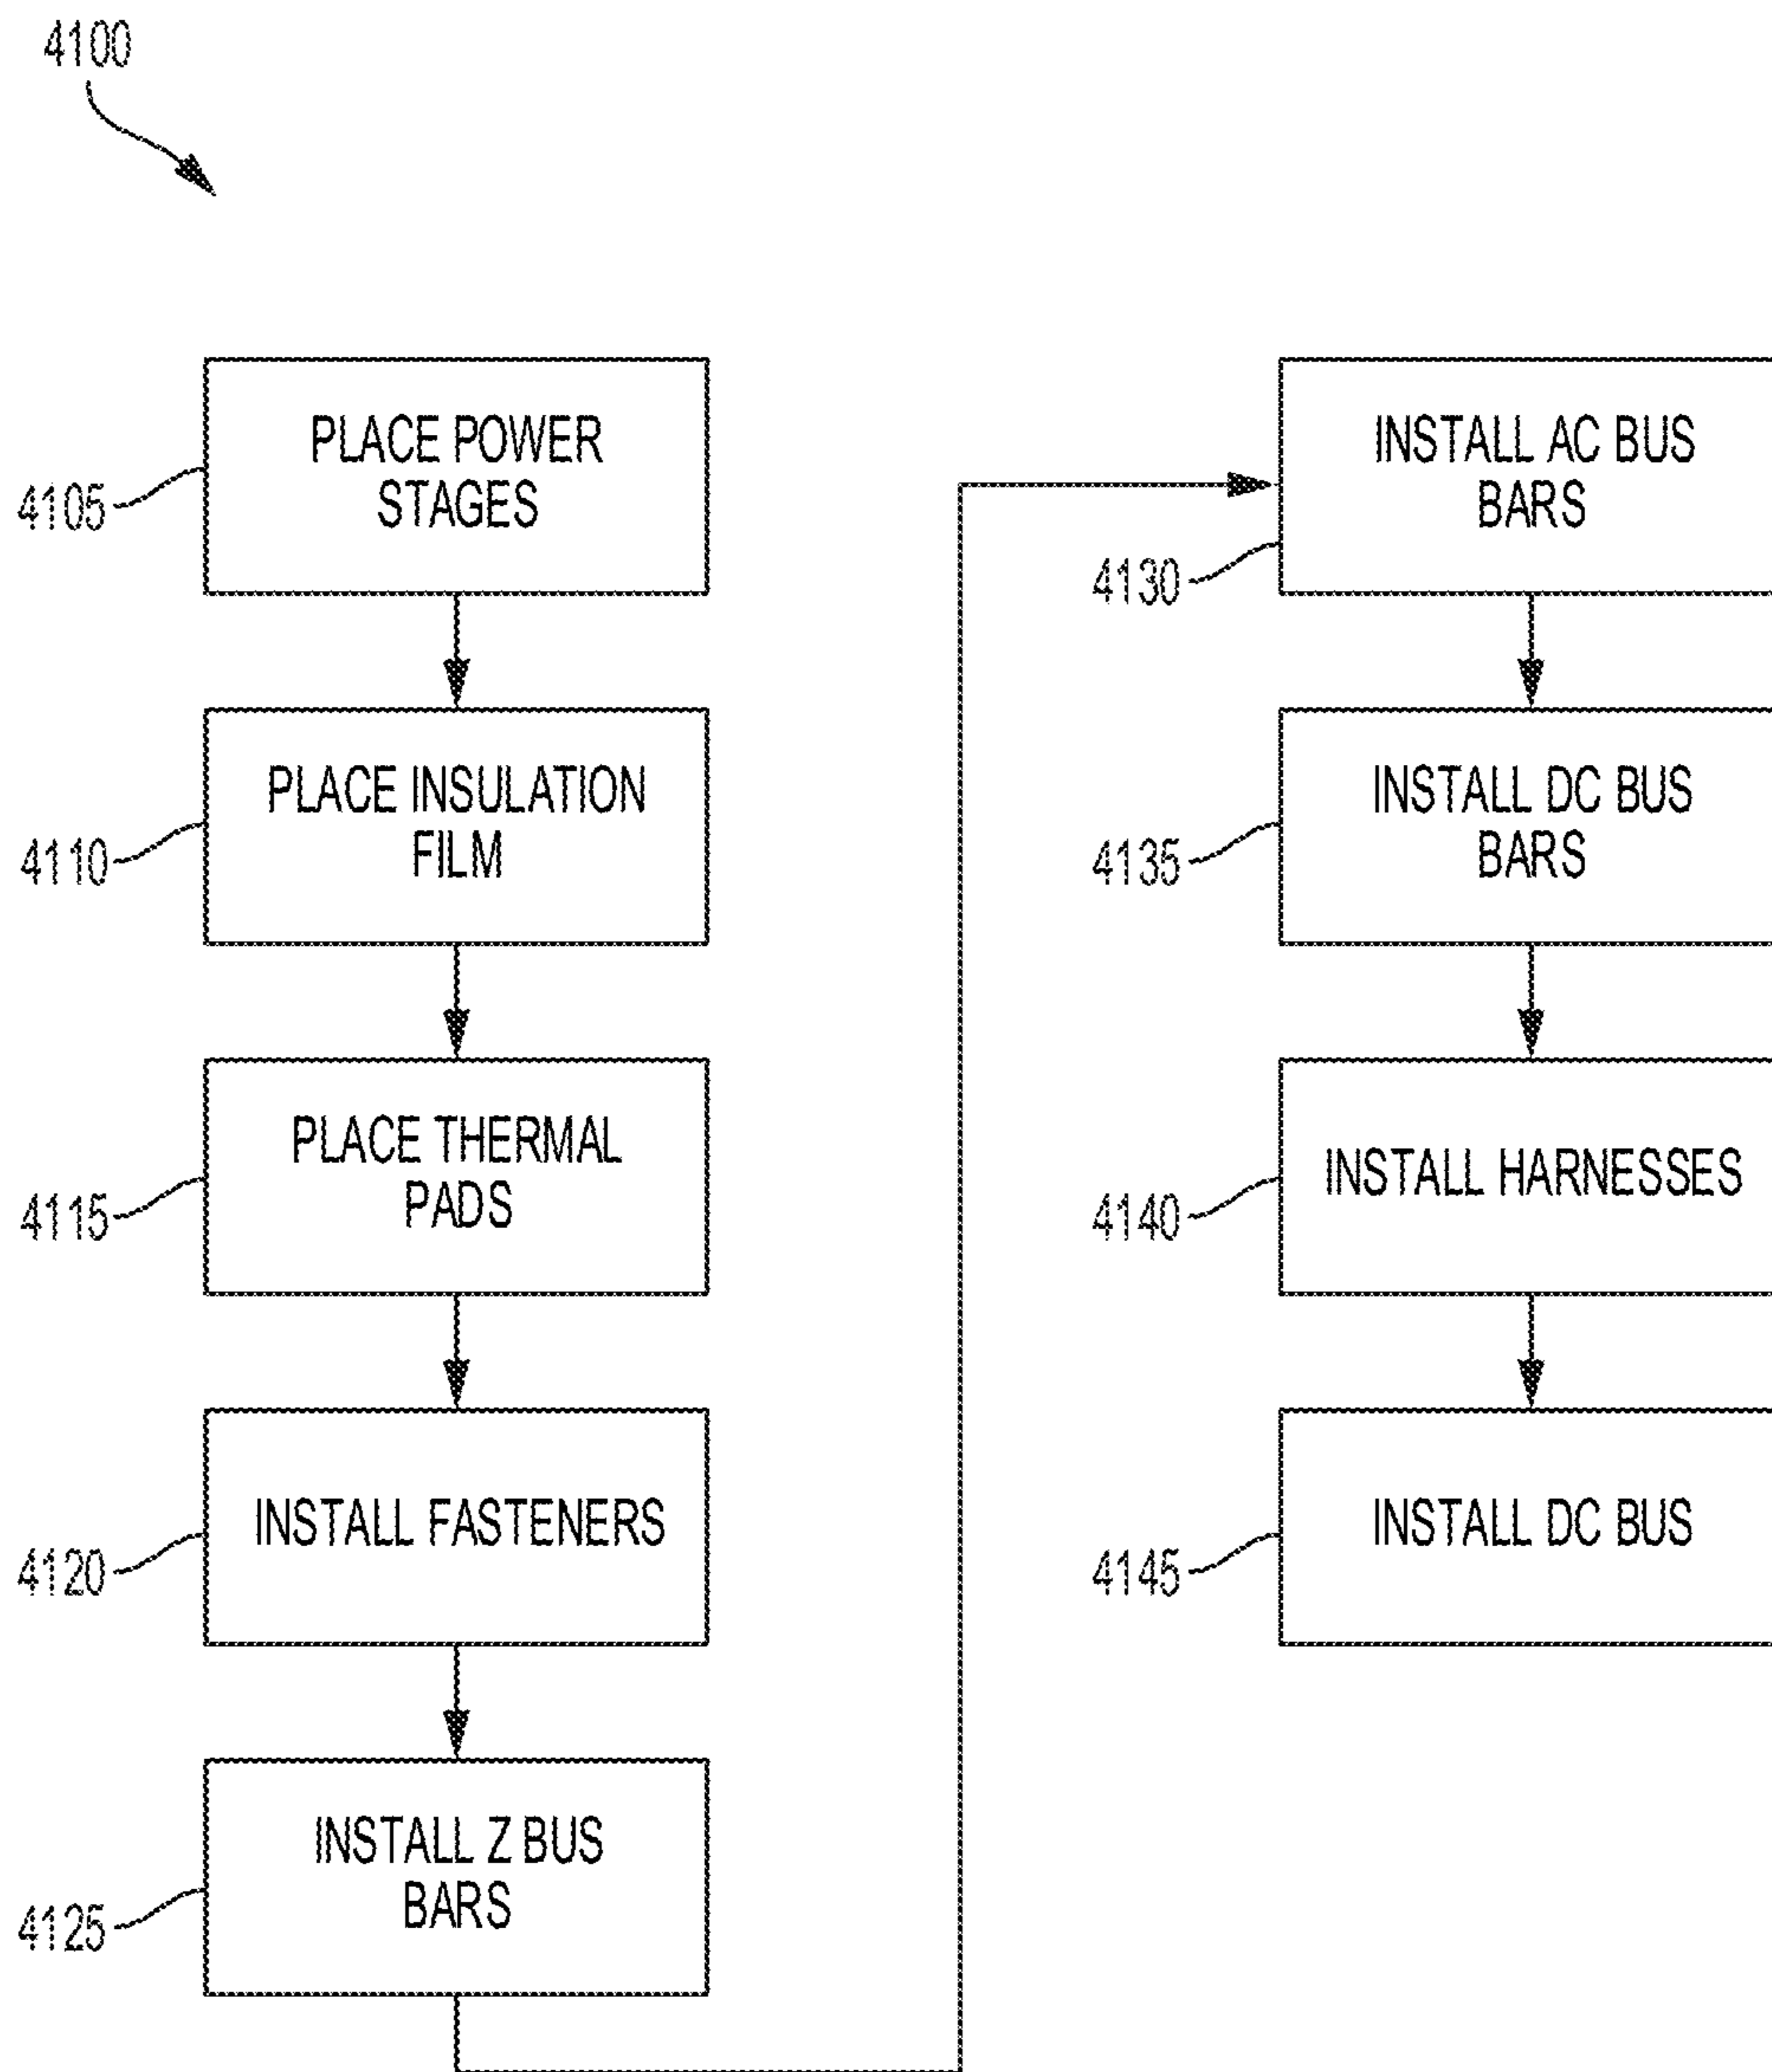 4100
PLACE POWER
STAGES
4105
PLACE INSULATION
FILM
4110
PLACE THERMAL
PADS
4115
INSTALL FASTENERS
4120
INSTALL Z BUS
BARS
4125
INSTALL AC BUS
BARS
4130
INSTALL DC BUS
BARS
4135
INSTALL HARNESSES
4140
INSTALL DC BUS
4145